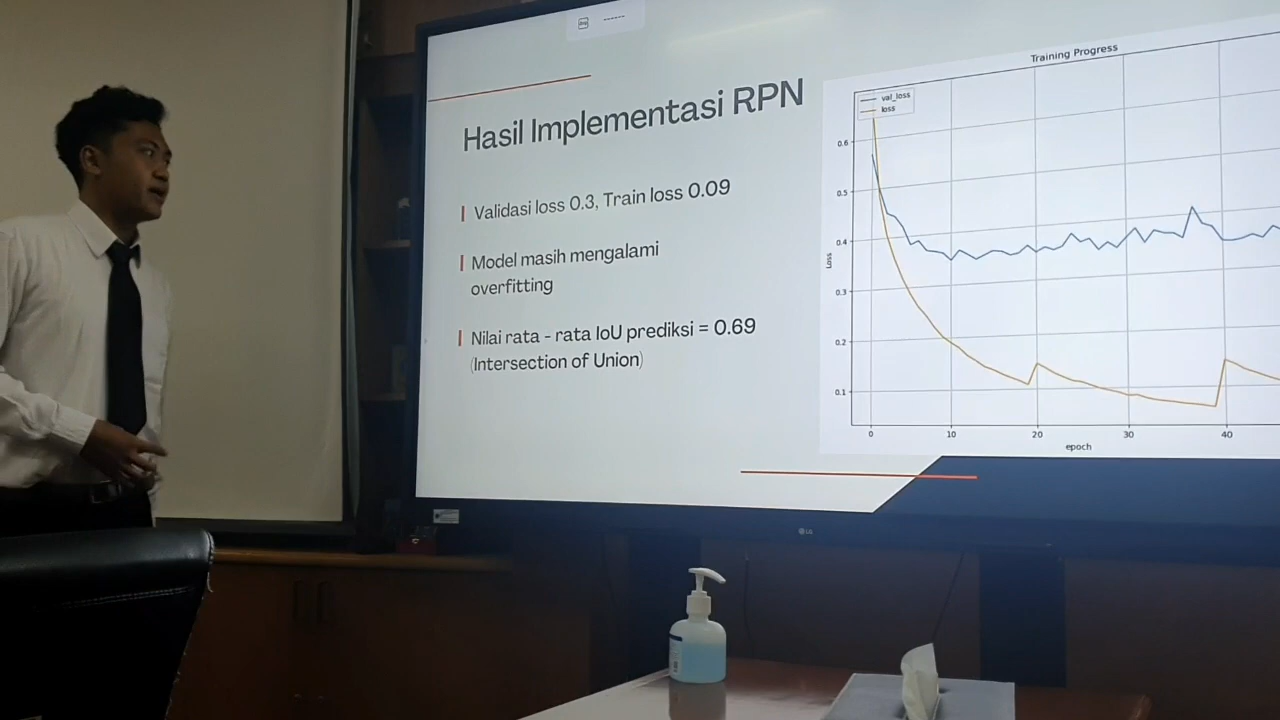 Hasil Implementasi RPN
Validasi loss 0.3, Train loss 0.09
Model masih mengalami
overfitting
Nilai rata - rata IoU prediksi = 0.69
(Intersection of Union)
Training Progress
val_loss
loss
0.6
0.5
0.4
0.3
0.2
0.1
Loss
0
10
20
30
40
epoch
LG